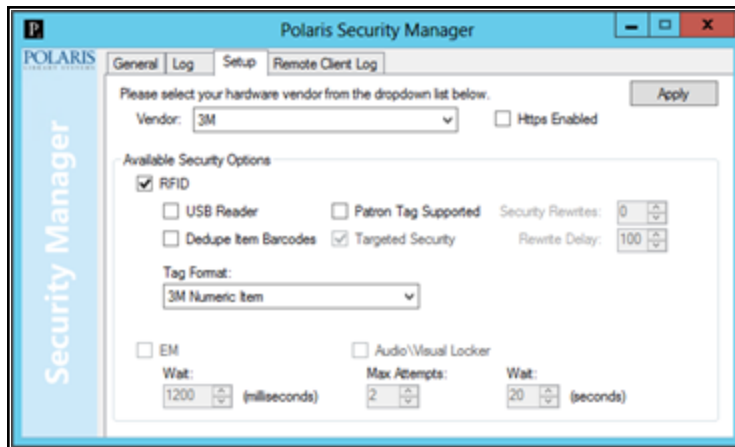 P
Polaris Security Manager
POLARIS
LIBRARY SYSTEMS
General Log Setup Remote Client Log
Please select your hardware vendor from the dropdown list below. Apply
Vendor: 3M Https Enabled
Available Security Options
RFID
USB Reader Patron Tag Supported Security Rewrites: 0
Dedupe Item Barcodes Targeted Security Rewrite Delay: 100
Tag Format:
3M Numeric Item
EM Audio\Visual Locker
Wait: Max Attempts: Wait:
1200 (milliseconds) 2 20 (seconds)
Security Manager